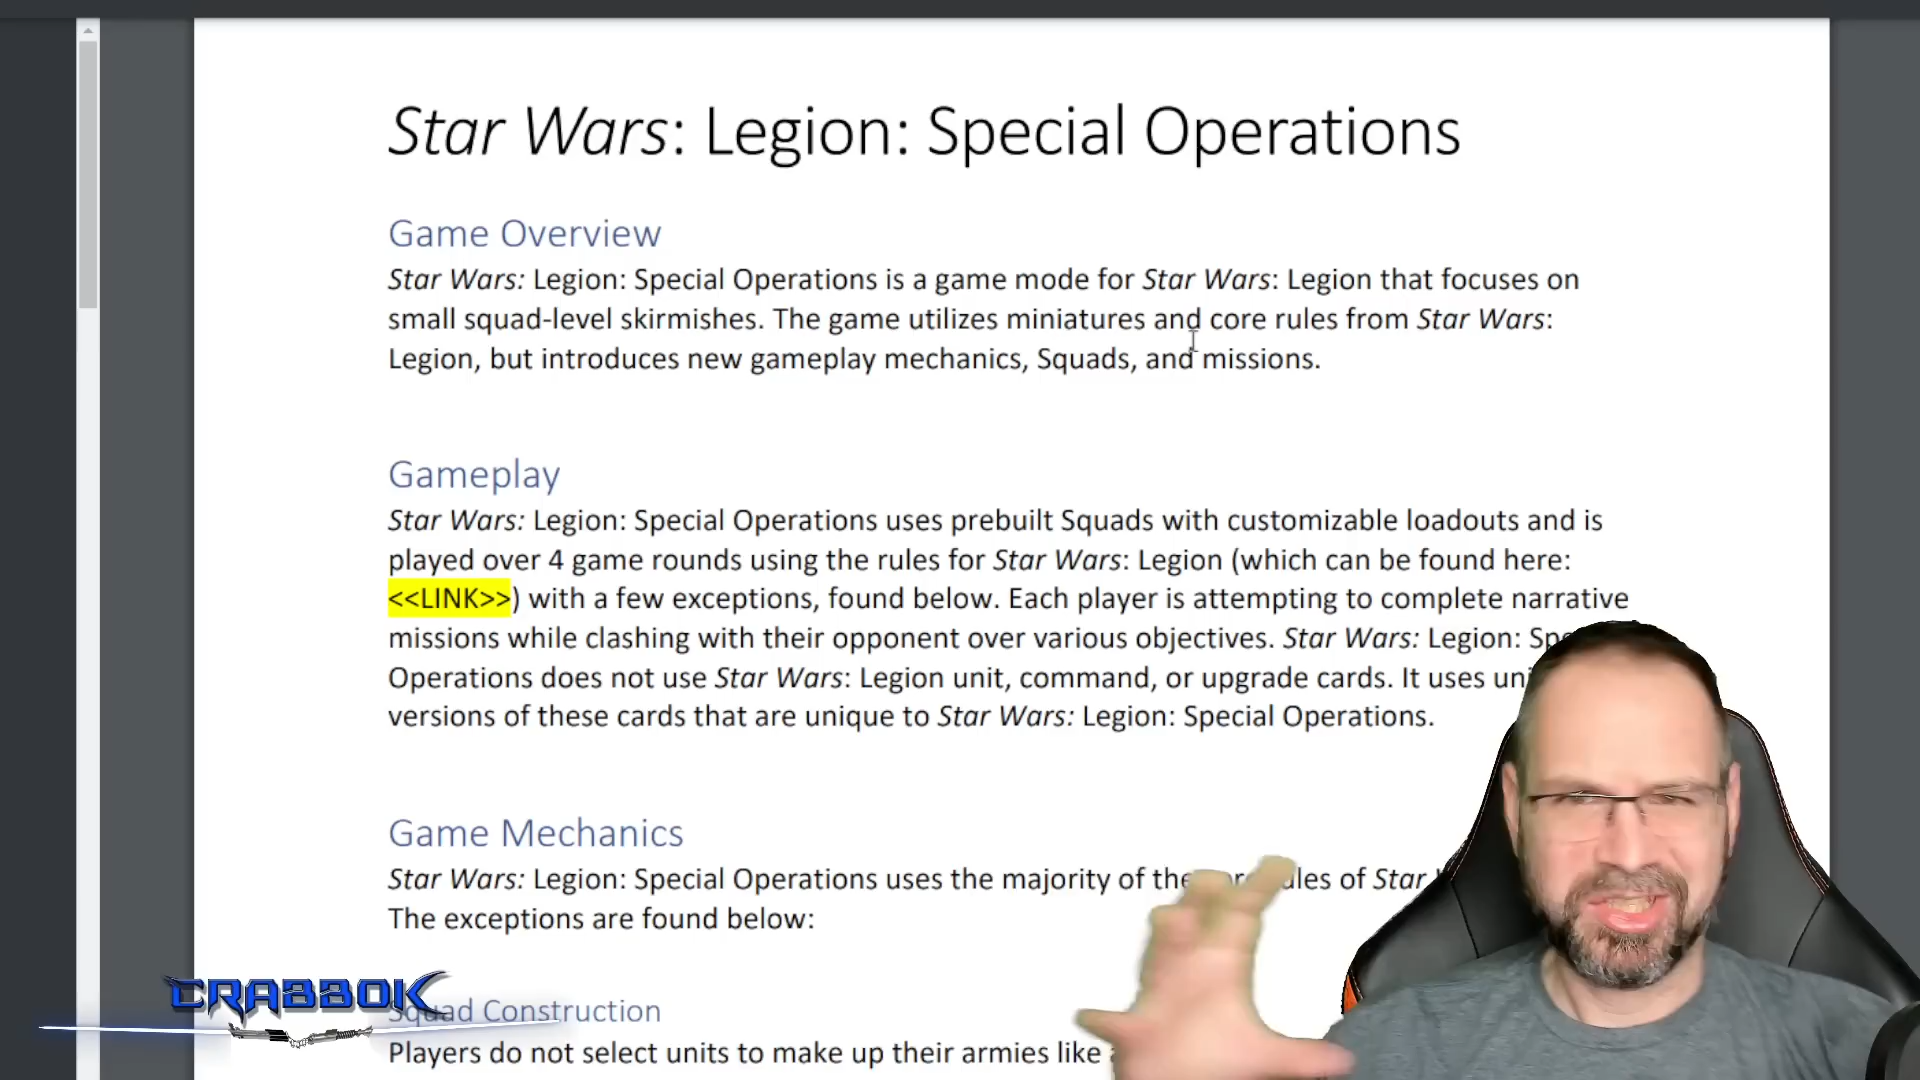 Star Wars: Legion: Special Operations
Game Overview
Star Wars: Legion: Special Operations is a game mode for Star Wars: Legion that focuses on
small squad-level skirmishes. The game utilizes miniatures and core rules from Star Wars:
Legion, but introduces new gameplay mechanics, Squads, and missions.
Gameplay
Star Wars: Legion: Special Operations uses prebuilt Squads with customizable loadouts and is
played over 4 game rounds using the rules for Star Wars: Legion (which can be found here:
<<LINK>>) with a few exceptions, found below. Each player is attempting to complete narrative
missions while clashing with their opponent over various objectives. Star Wars: Legion:
Operations does not use Star Wars: Legion unit, command, or upgrade cards. It uses
versions of these cards that are unique to Star Wars: Legion: Special Operations.
Game Mechanics
Star Wars: Legion: Special Operations uses the majority of the of Star
The exceptions are found below:
CRABBOK
Squad Construction
Players do not select units to make up their armies like